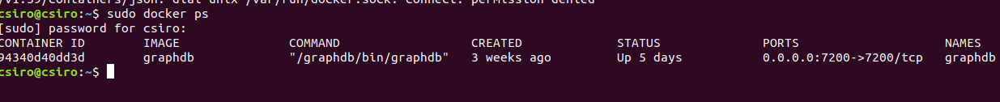 /v1.39/containers/json: dial unix /var/run/docker.sock: connect: permission denied
csiro@csiro:~$ sudo docker ps
[sudo] password for csiro:
CONTAINER ID IMAGE COMMAND CREATED STATUS PORTS NAMES
94340d40dd3d graphdb "/graphdb/bin/graphdb" 3 weeks ago Up 5 days 0.0.0.0:7200->7200/tcp graphdb
csiro@csiro:~$